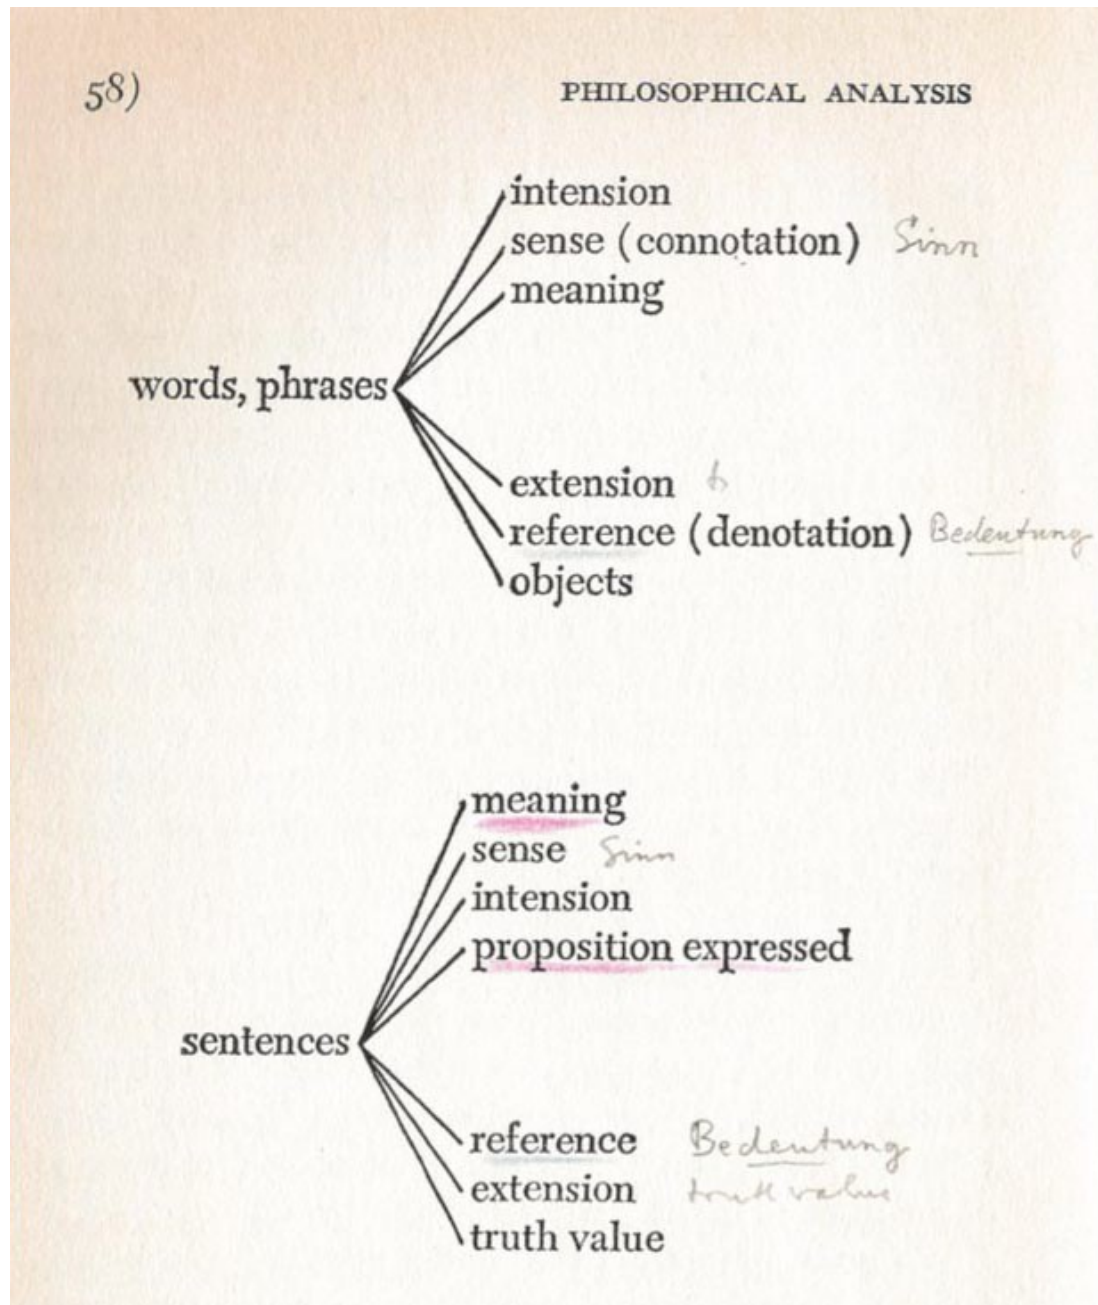 58) PHILOSOPHICAL ANALYSIS
intension
sense (connotation) Sinn
meaning
words, phrases
extension
reference (denotation) Bedeutung
objects
meaning
sense Sinn
intension
proposition expressed
sentences
reference Bedeutung
extension truth value
truth value